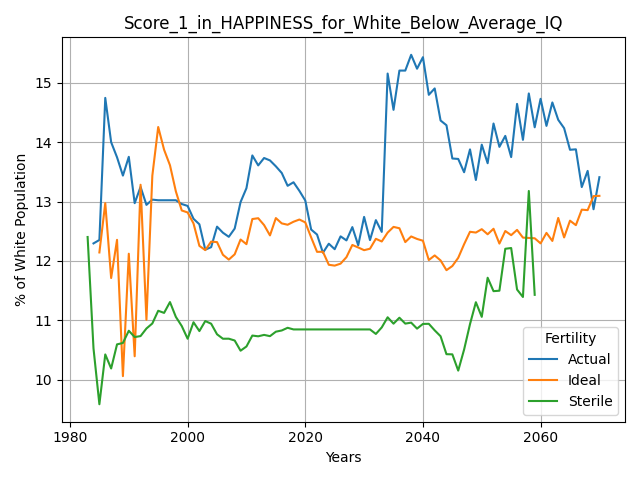 Score_1_in_HAPPINESS_for_White_Below_Average_IQ
% of White Population
15
14
13
12
11
10
1980
2000
2020
2040
2060
Years
Fertility
Actual
Ideal
Sterile